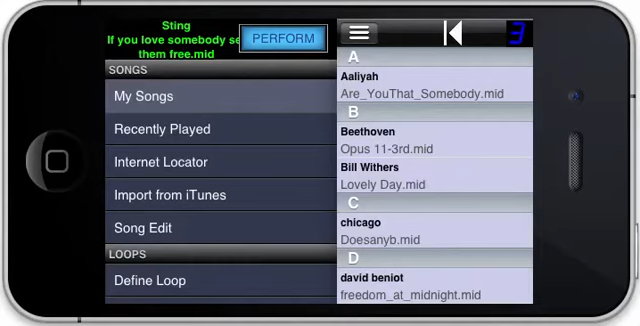 Sting
If you love somebody se
them free.mid
PERFORM
3
SONGS
My Songs
Recently Played
Internet Locator
Import from iTunes
Song Edit
LOOPS
Define Loop
A
Aaliyah
Are_YouThat_Somebody.mid
B
Beethoven
Opus 11-3rd.mid
Bill Withers
Lovely Day.mid
C
chicago
Doesanyb.mid
D
david beniot
freedom_at_midnight.mid